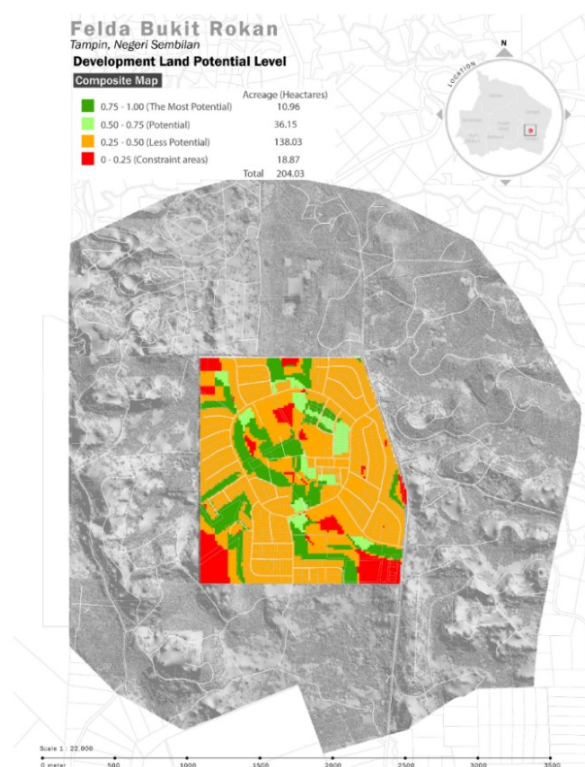 Felda Bukit Rokan
Tampin, Negeri Sembilan
Development Land Potential Level
Composite Map
Acreage (Heactares)
0.75 - 1.00 (The Most Potential) 10.96
0.50 - 0.75 (Potential) 36.15
0.25 - 0.50 (Less Potential) 138.03
0 - 0.25 (Constraint areas) 18.87
Total 204.03
N
LOCATION
Scale 1 : 22,000
0 meter 500 1000 1500 2000 2500 3000 3500